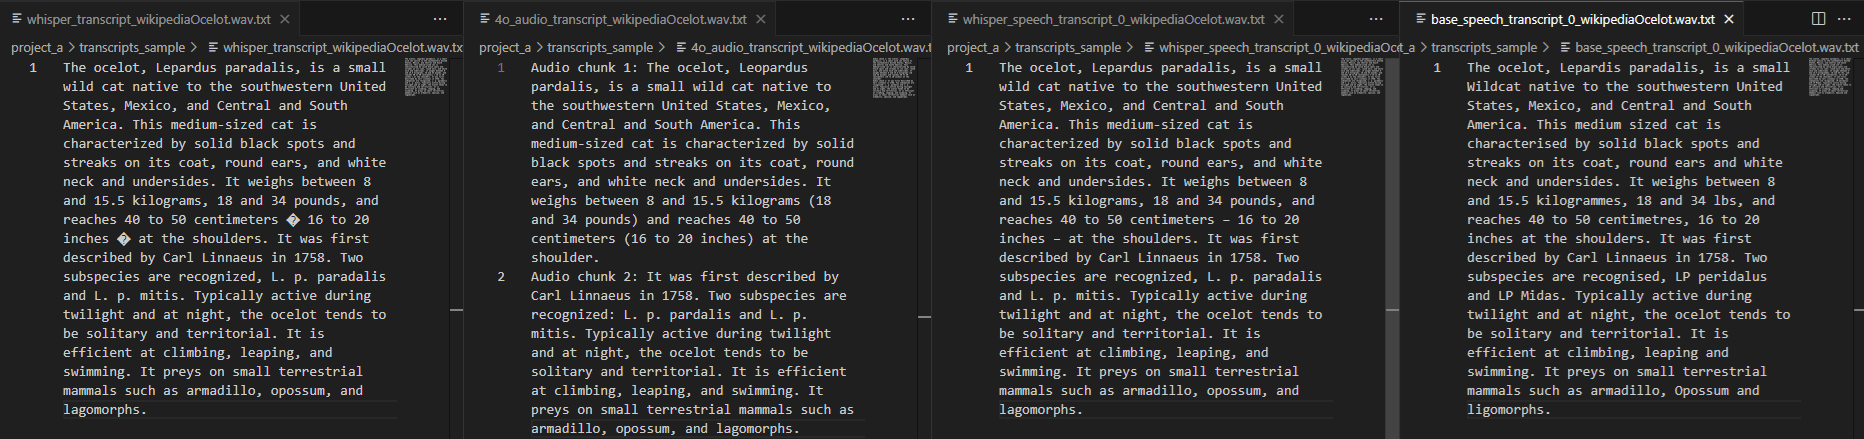 whisper_transcript_wikipediaOcelot.wav.txt
project_a > transcripts_sample > whisper_transcript_wikipediaOcelot.wav.txt
1 The ocelot, Lepardus paradalis, is a small
wild cat native to the southwestern United
States, Mexico, and Central and South
America. This medium-sized cat is
characterized by solid black spots and
streaks on its coat, round ears, and white
neck and undersides. It weighs between 8
and 15.5 kilograms, 18 and 34 pounds, and
reaches 40 to 50 centimeters � 16 to 20
inches � at the shoulders. It was first
described by Carl Linnaeus in 1758. Two
subspecies are recognized, L. p. paradalis
and L. p. mitis. Typically active during
twilight and at night, the ocelot tends to
be solitary and territorial. It is
efficient at climbing, leaping, and
swimming. It preys on small terrestrial
mammals such as armadillo, opossum, and
lagomorphs.
4o_audio_transcript_wikipediaOcelot.wav.txt
project_a > transcripts_sample > 4o_audio_transcript_wikipediaOcelot.wav.t
1 Audio chunk 1: The ocelot, Leopardus
pardalis, is a small wild cat native to
the southwestern United States, Mexico,
and Central and South America. This
medium-sized cat is characterized by solid
black spots and streaks on its coat, round
ears, and white neck and undersides. It
weighs between 8 and 15.5 kilograms (18
and 34 pounds) and reaches 40 to 50
centimeters (16 to 20 inches) at the
shoulder.
2 Audio chunk 2: It was first described by
Carl Linnaeus in 1758. Two subspecies are
recognized: L. p. pardalis and L. p.
mitis. Typically active during twilight
and at night, the ocelot tends to be
solitary and territorial. It is efficient
at climbing, leaping, and swimming. It
preys on small terrestrial mammals such as
armadillo, opossum, and lagomorphs.
whisper_speech_transcript_0_wikipediaOcelot.wav.txt
project_a > transcripts_sample > whisper_speech_transcript_0_wikipediaOc
1 The ocelot, Lepardus paradalis, is a small
wild cat native to the southwestern United
States, Mexico, and Central and South
America. This medium-sized cat is
characterized by solid black spots and
streaks on its coat, round ears, and white
neck and undersides. It weighs between 8
and 15.5 kilograms, 18 and 34 pounds, and
reaches 40 to 50 centimeters – 16 to 20
inches – at the shoulders. It was first
described by Carl Linnaeus in 1758. Two
subspecies are recognized, L. p. paradalis
and L. p. mitis. Typically active during
twilight and at night, the ocelot tends to
be solitary and territorial. It is
efficient at climbing, leaping, and
swimming. It preys on small terrestrial
mammals such as armadillo, opossum, and
lagomorphs.
base_speech_transcript_0_wikipediaOcelot.wav.txt
ct_a > transcripts_sample > base_speech_transcript_0_wikipediaOcelot.wav.txt
1 The ocelot, Lepardis paradalis, is a small
Wildcat native to the southwestern United
States, Mexico, and Central and South
America. This medium sized cat is
characterised by solid black spots and
streaks on its coat, round ears and white
neck and undersides. It weighs between 8
and 15.5 kilogrammes, 18 and 34 lbs, and
reaches 40 to 50 centimetres, 16 to 20
inches at the shoulders. It was first
described by Carl Linnaeus in 1758. Two
subspecies are recognised, LP peridalus
and LP Midas. Typically active during
twilight and at night, the ocelot tends to
be solitary and territorial. It is
efficient at climbing, leaping and
swimming. It preys on small terrestrial
mammals such as armadillo, Opossum and
ligomorphs.